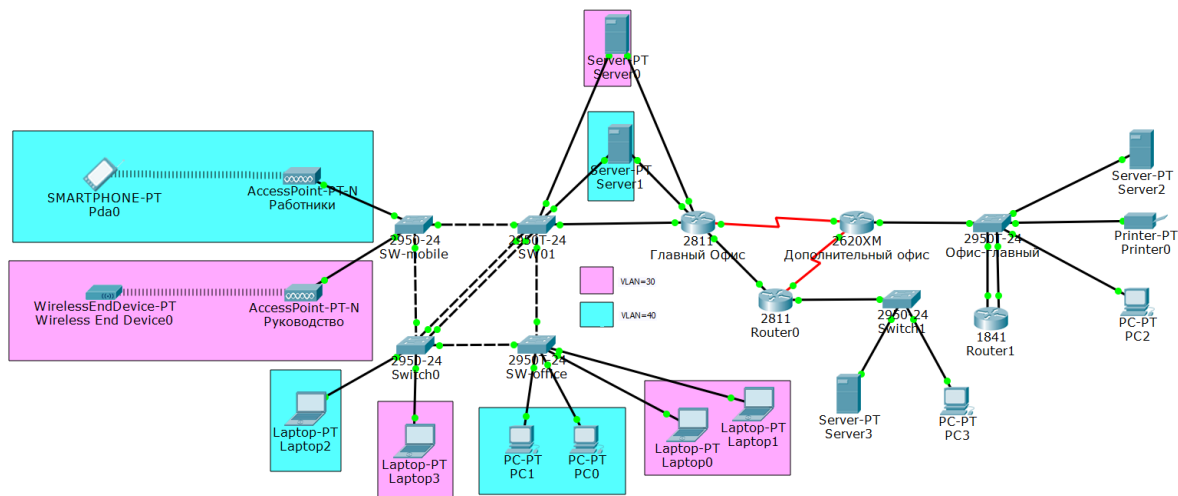 Server-PT
Server0
Server-PT
Server1
SMARTPHONE-PT
Pda0
AccessPoint-PT-N
Работники
2950-24
SW-mobile
2950T-24
SW01
2811
Главный Офис
2620XM
Дополнительный офис
2950T-24
Офис-главный
Server-PT
Server2
Printer-PT
Printer0
PC-PT
PC2
WirelessEndDevice-PT
Wireless End Device0
AccessPoint-PT-N
Руководство
VLAN=30
VLAN=40
2811
Router0
2950-24
Switch1
1841
Router1
2950-24
Switch0
2950T-24
SW-office
Laptop-PT
Laptop2
Laptop-PT
Laptop3
PC-PT
PC1
PC-PT
PC0
Laptop-PT
Laptop0
Laptop-PT
Laptop1
Server-PT
Server3
PC-PT
PC3